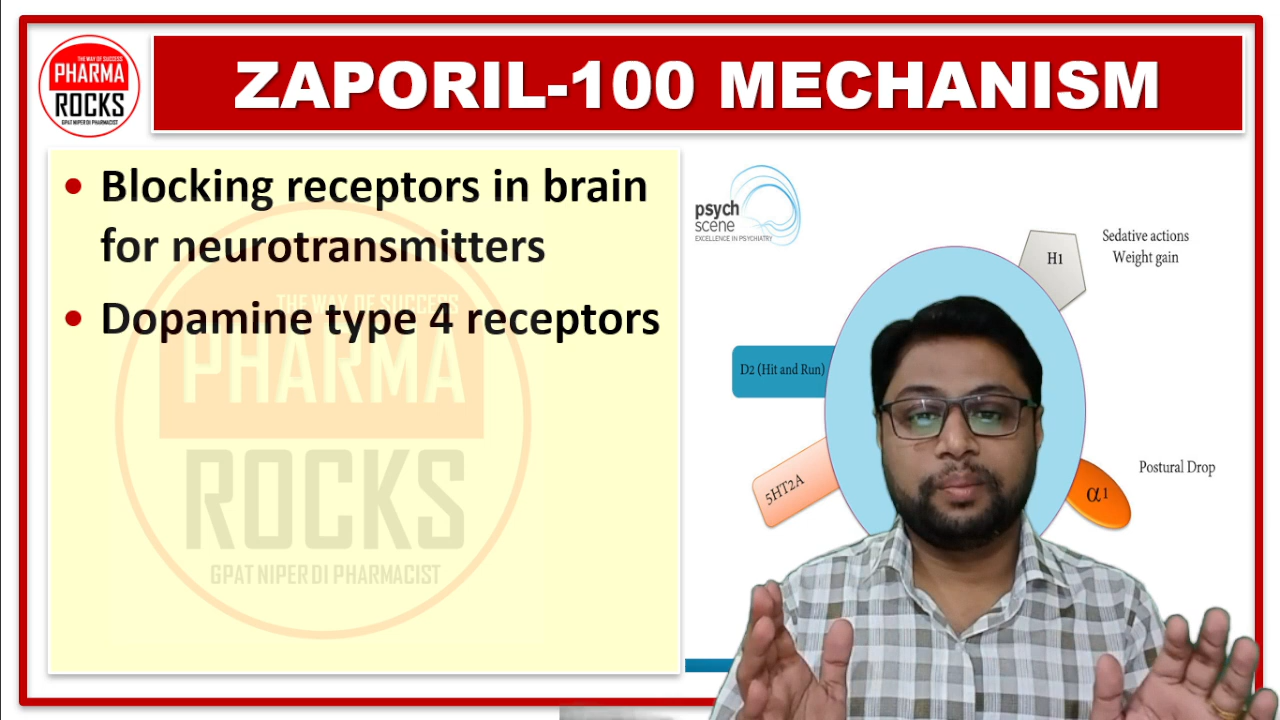 THE WAY OF SUCCESS
PHARMA
ROCKS
GPAT NIPER DI PHARMACIST
ZAPORIL-100 MECHANISM
• Blocking receptors in brain
for neurotransmitters
• Dopamine type 4 receptors
THE WAY OF SUCCESS
PHARMA
ROCKS
GPAT NIPER DI PHARMACIST
psych
scene
EXCELLENCE IN PSYCHIATRY
H1
Sedative actions
Weight gain
D2 (Hit and Run)
5HT2A
α1
Postural Drop